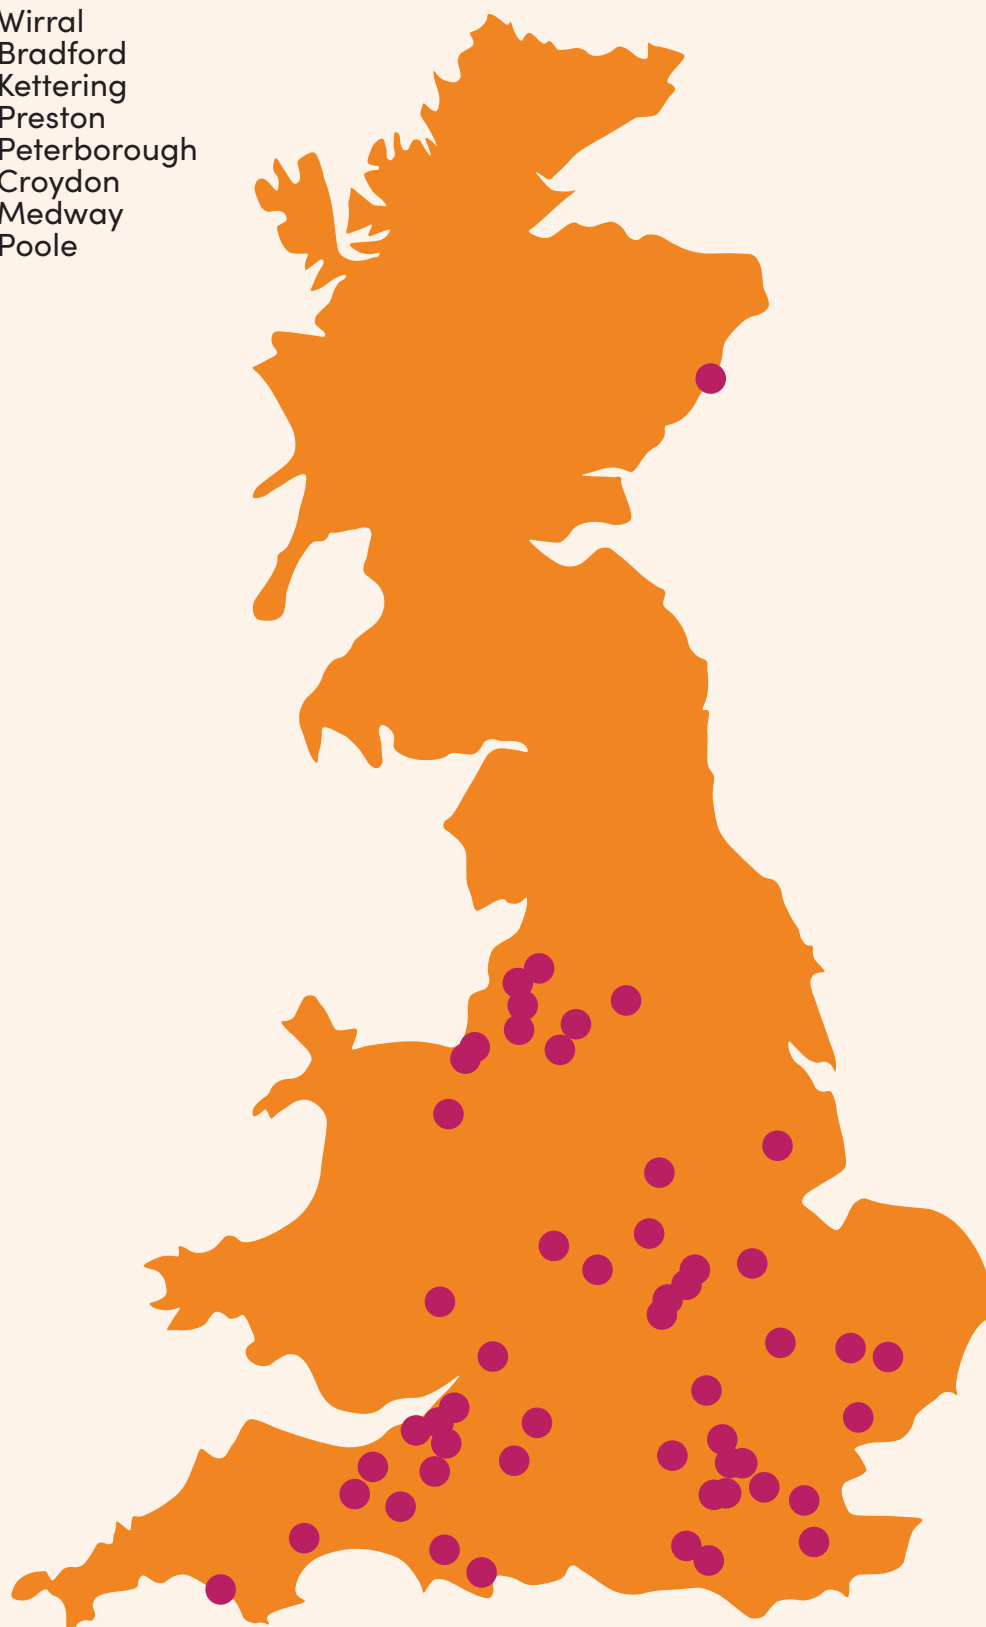 Wirral
Bradford
Kettering
Preston
Peterborough
Croydon
Medway
Poole